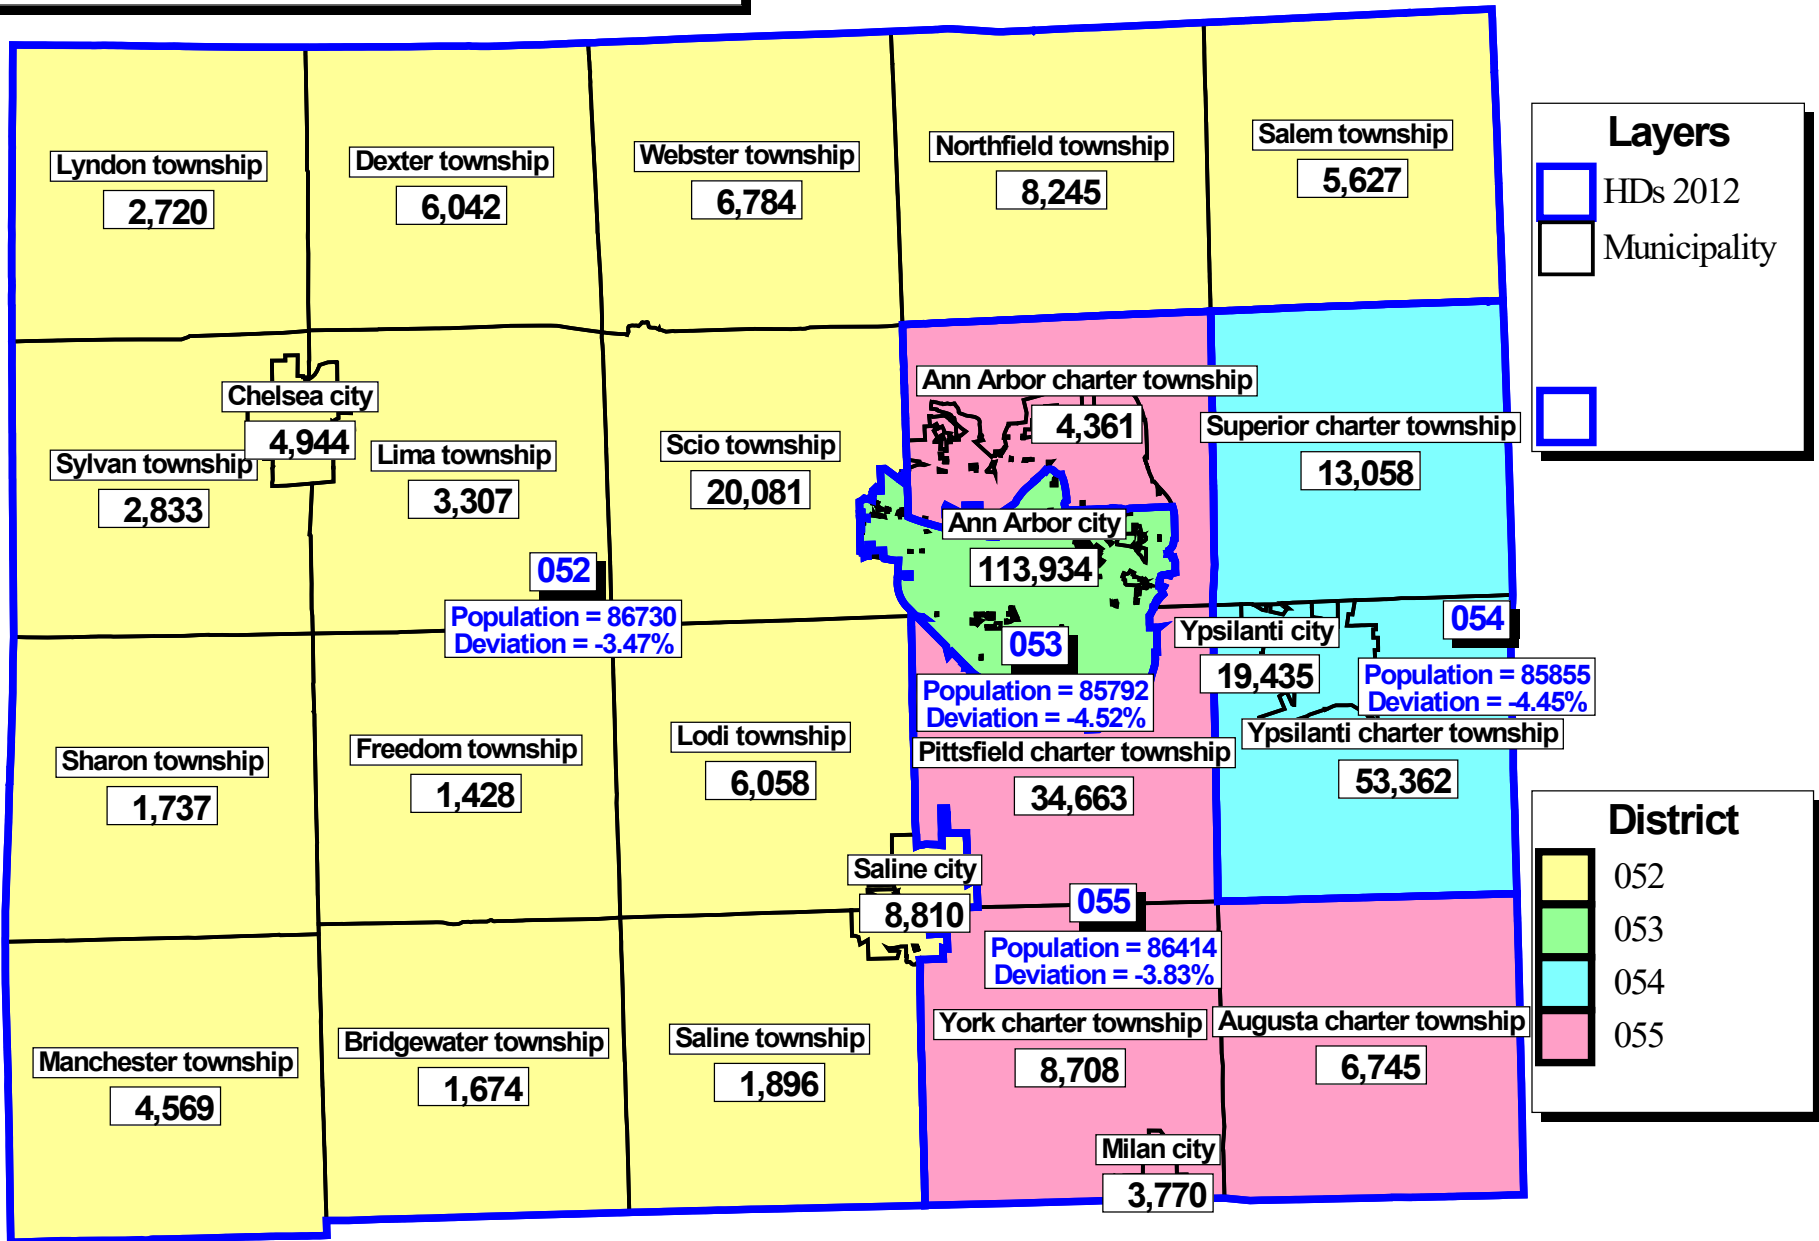 Lyndon township
2,720
Dexter township
6,042
Webster township
6,784
Northfield township
8,245
Salem township
5,627
Layers
HDs 2012
Municipality
Chelsea city
4,944
Sylvan township
2,833
Lima township
3,307
Scio township
20,081
Ann Arbor charter township
4,361
Superior charter township
13,058
Ann Arbor city
113,934
052
Population = 86730
Deviation = -3.47%
053
Population = 85792
Deviation = -4.52%
Ypsilanti city
19,435
054
Population = 85855
Deviation = -4.45%
Ypsilanti charter township
53,362
Sharon township
1,737
Freedom township
1,428
Lodi township
6,058
Pittsfield charter township
34,663
Saline city
8,810
055
Population = 86414
Deviation = -3.83%
District
052
053
054
055
Manchester township
4,569
Bridgewater township
1,674
Saline township
1,896
York charter township
8,708
Augusta charter township
6,745
Milan city
3,770